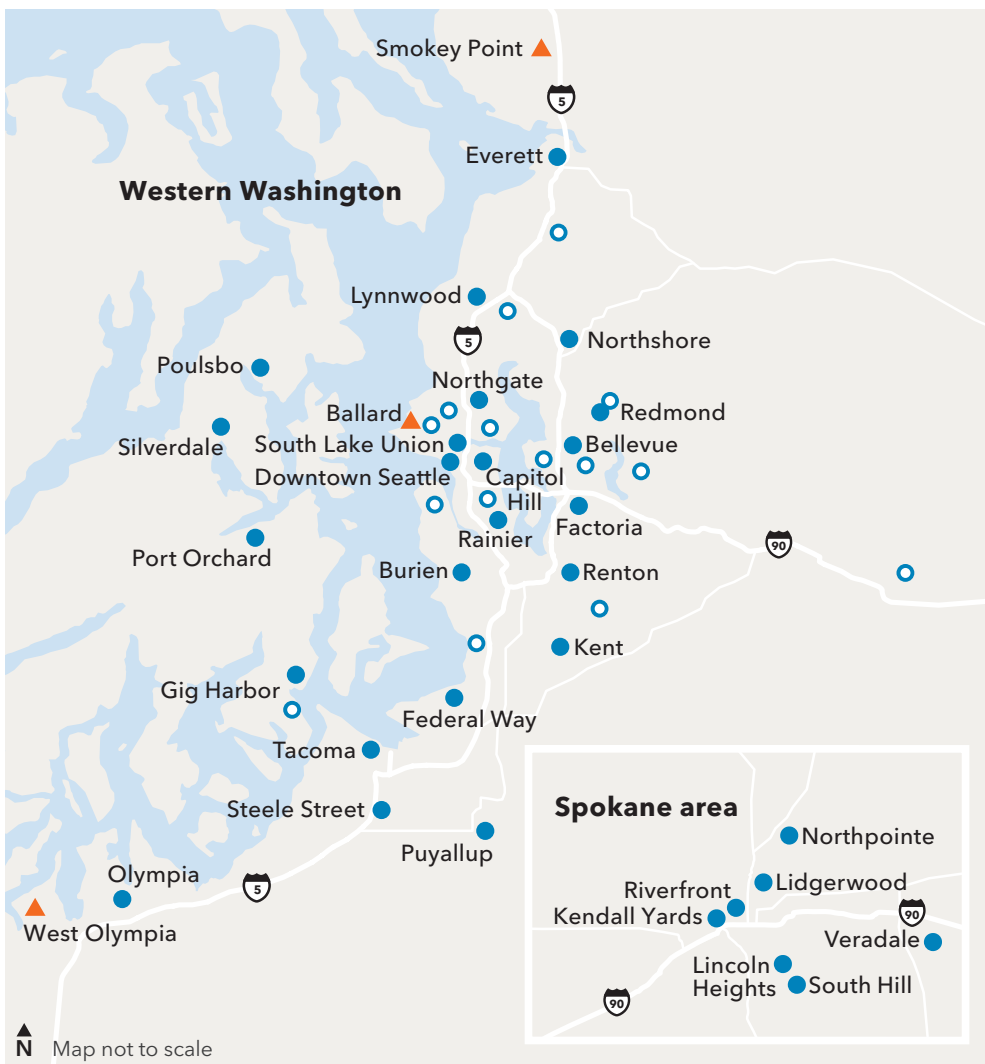 Smokey Point
5
Everett
Western Washington
Lynnwood
5
Northshore
Poulsbo
Northgate
Ballard
Redmond
Silverdale
South Lake Union
Bellevue
Downtown Seattle
Capitol
Hill
Factoria
Rainier
Port Orchard
90
Burien
Renton
Kent
Gig Harbor
Federal Way
Tacoma
Steele Street
Puyallup
Olympia
5
West Olympia
Spokane area
Northpointe
Lidgerwood
Riverfront
Kendall Yards
90
Veradale
Lincoln
Heights
South Hill
90
N Map not to scale